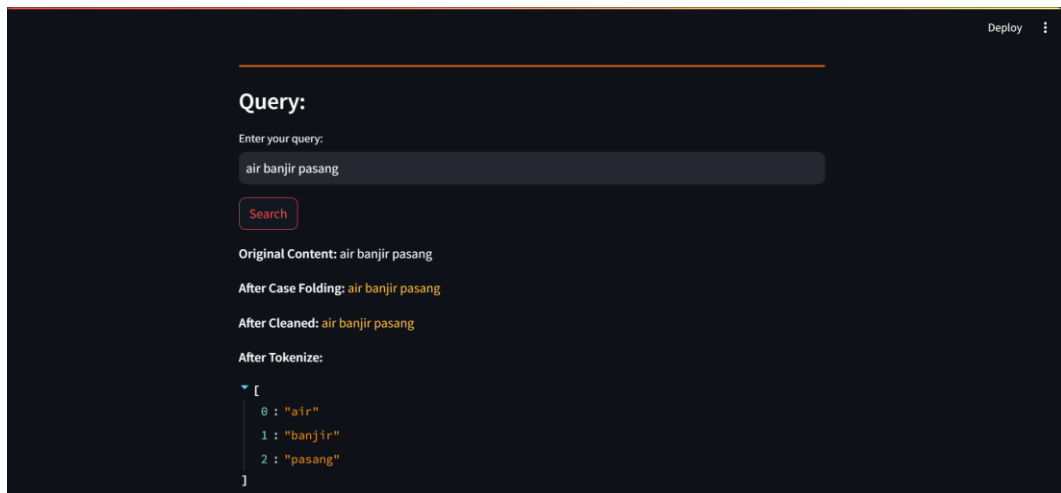 Deploy
Query:
Enter your query:
air banjir pasang
Search
Original Content: air banjir pasang
After Case Folding: air banjir pasang
After Cleaned: air banjir pasang
After Tokenize:
[
0 : "air"
1 : "banjir"
2 : "pasang"
]